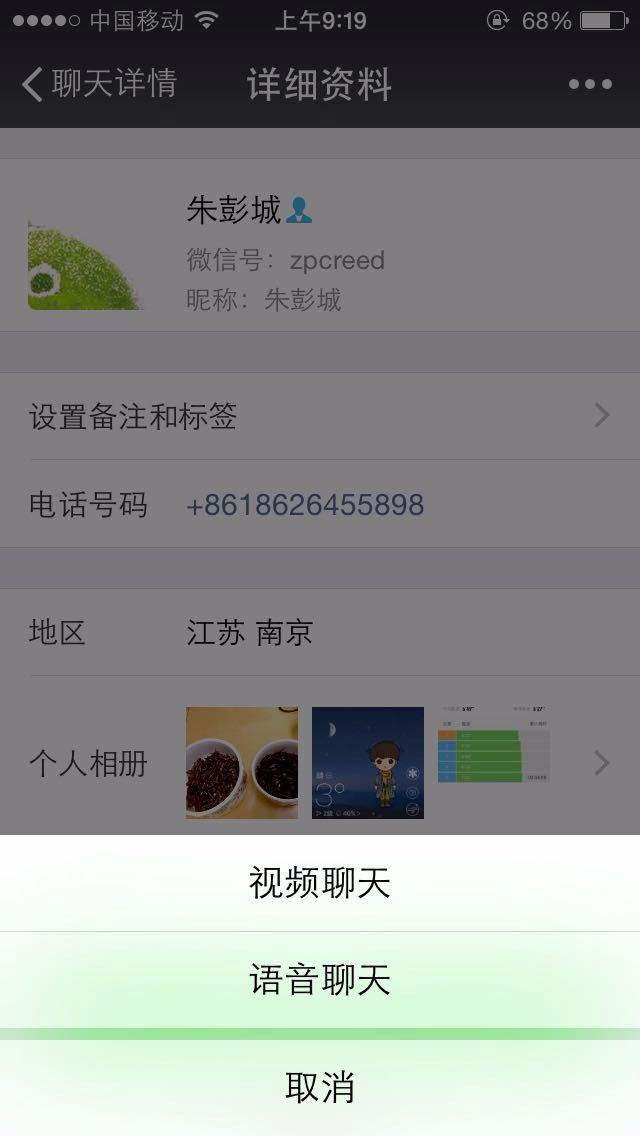 中国移动 上午9:19 68%
聊天详情 详细资料
朱彭城
微信号: zpcreed
昵称: 朱彭城
设置备注和标签
电话号码 +8618626455898
地区 江苏 南京
个人相册
3°
视频聊天
语音聊天
取消